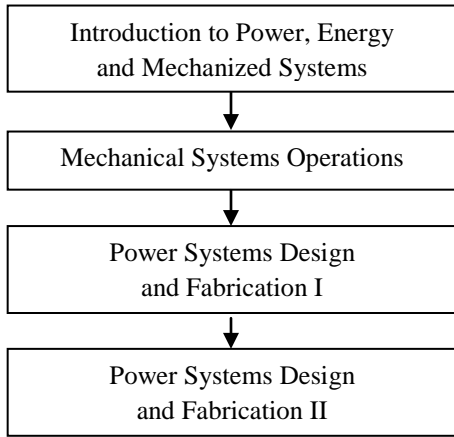 Introduction to Power, Energy
and Mechanized Systems
Mechanical Systems Operations
Power Systems Design
and Fabrication I
Power Systems Design
and Fabrication II